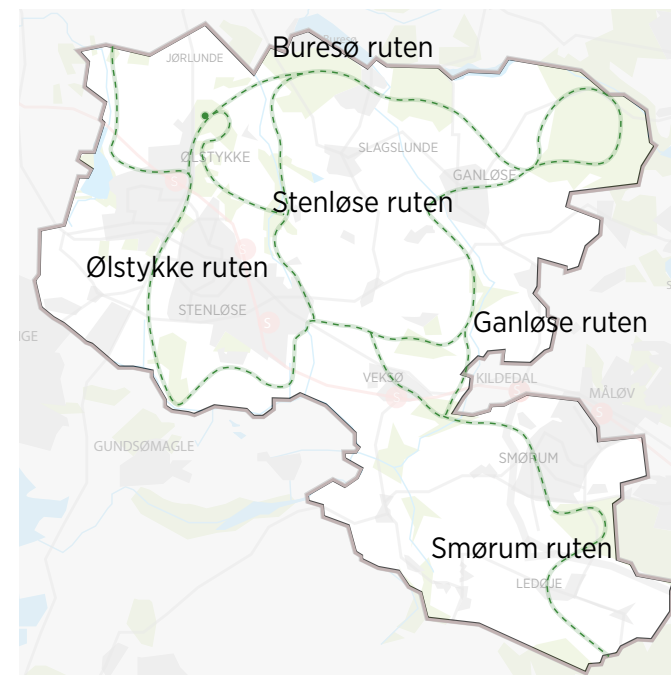 Buresø
Buresø ruten
JØRLUNDE
SLAGSLUNDE
ØLSTYKKE
GANLØSE
Stenløse ruten
S
Ølstykke ruten
S
STENLØSE
S
Ganløse ruten
VEKSØ
KILDEDAL
S
S
MÅLØV
S
GUNDSØMAGLE
SMØRUM
Smørum ruten
LEDØJE